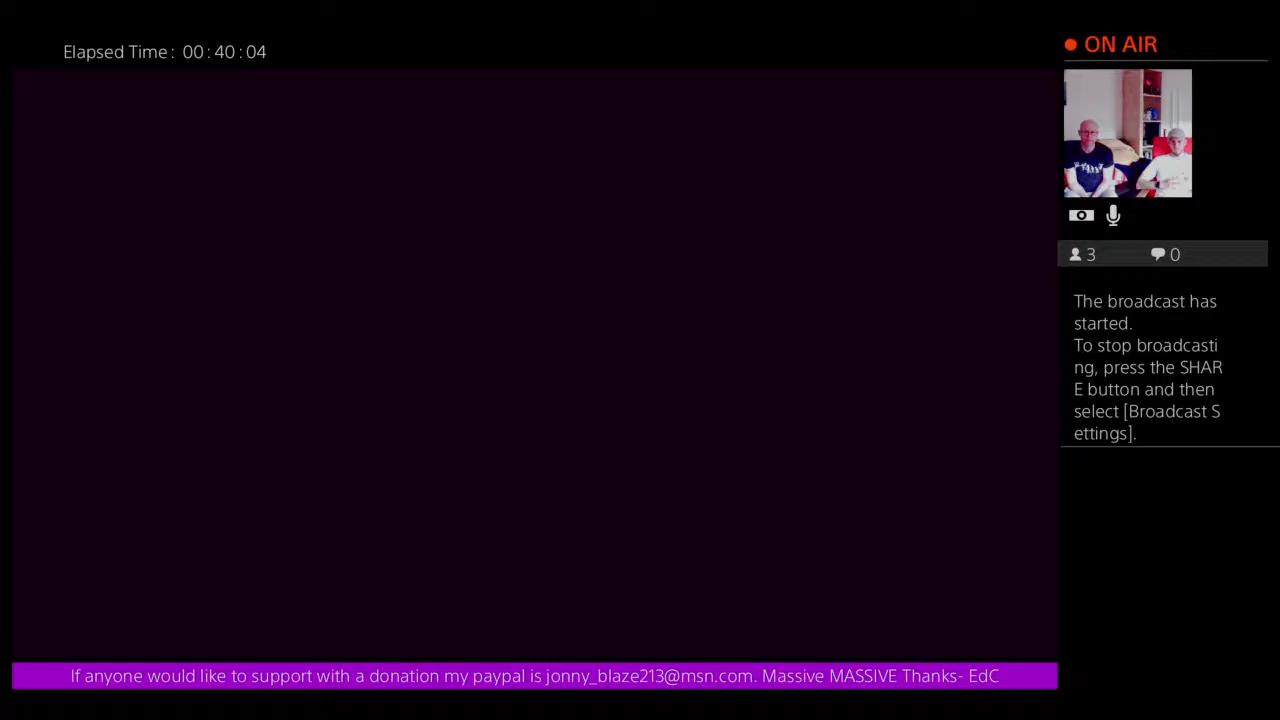 Elapsed Time: 00:40:04
ON AIR
3 0
The broadcast has
started.
To stop broadcasti
ng, press the SHAR
E button and then
select [Broadcast S
ettings].
If anyone would like to support with a donation my paypal is jonny_blaze213@msn.com. Massive MASSIVE Thanks- EdC